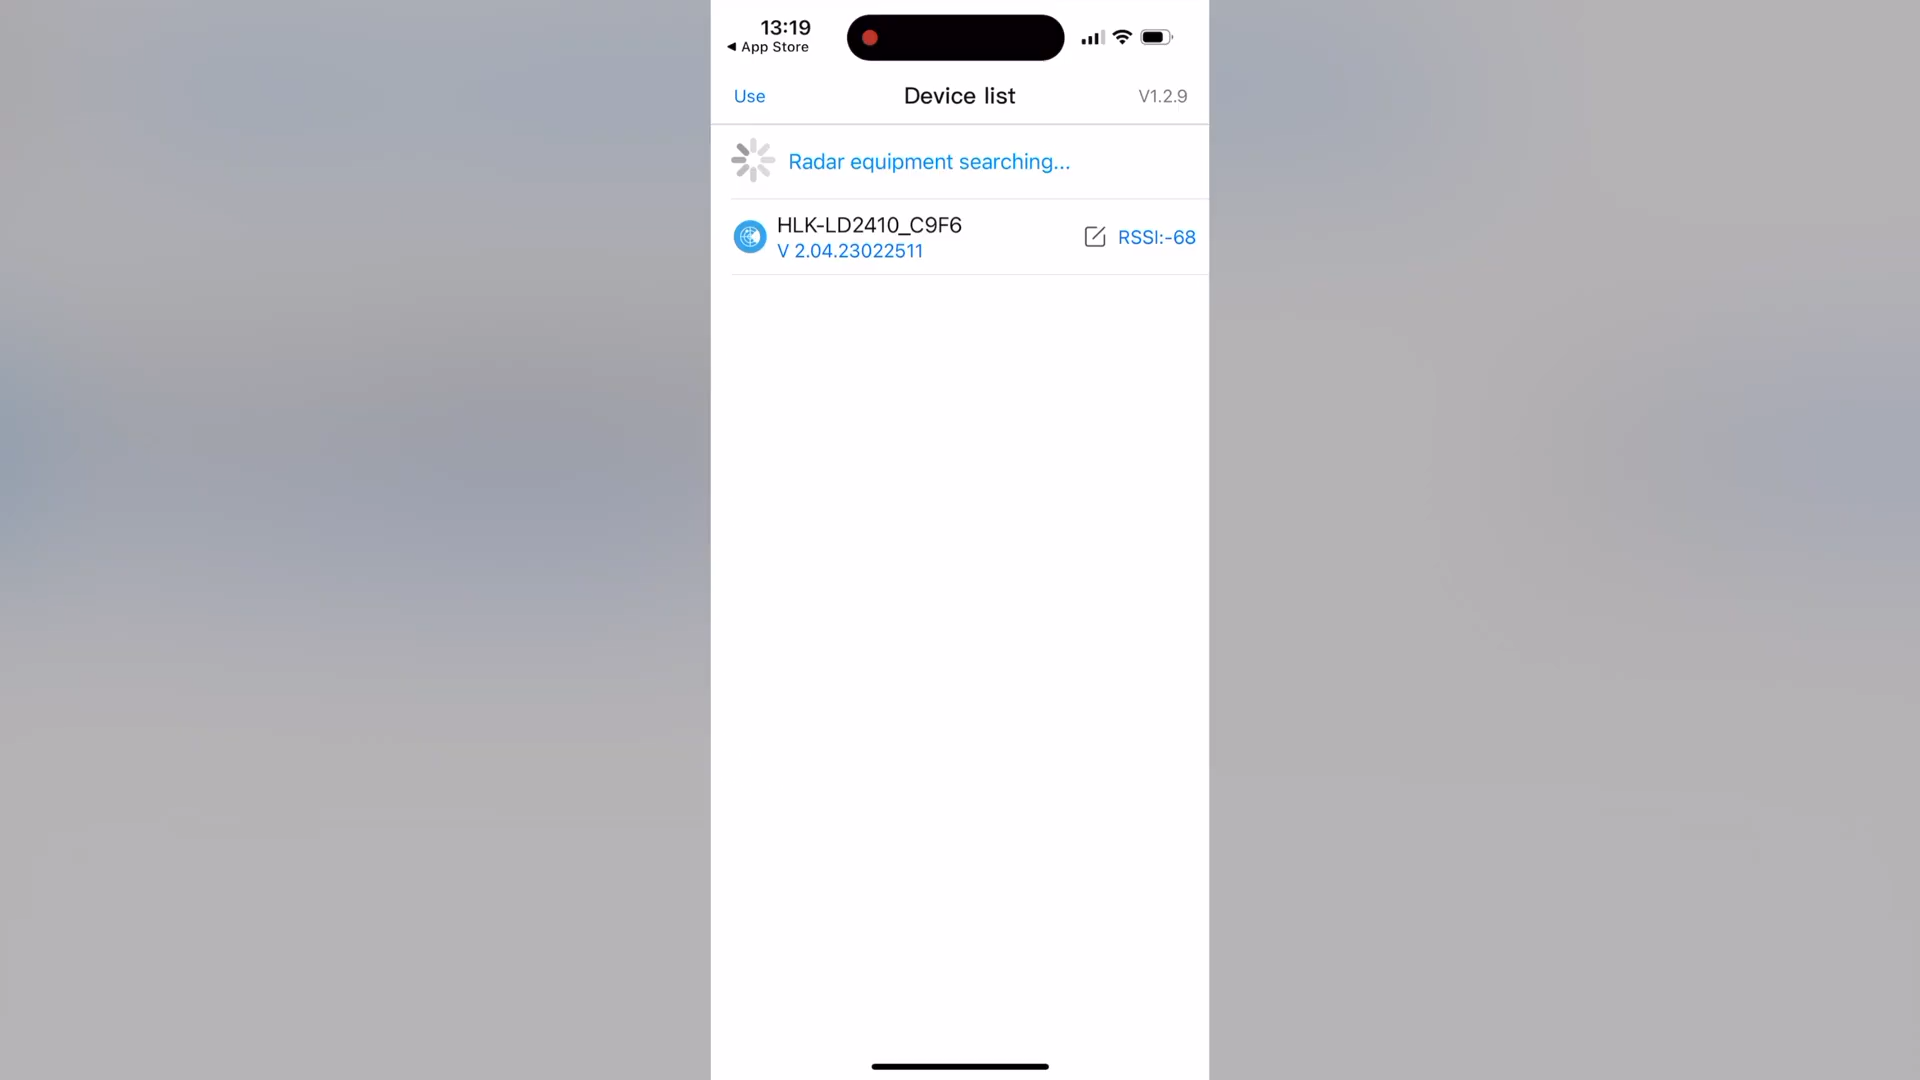 13:19
◀ App Store
Use
Device list
V1.2.9
Radar equipment searching...
HLK-LD2410_C9F6
V 2.04.23022511
RSSI:-68